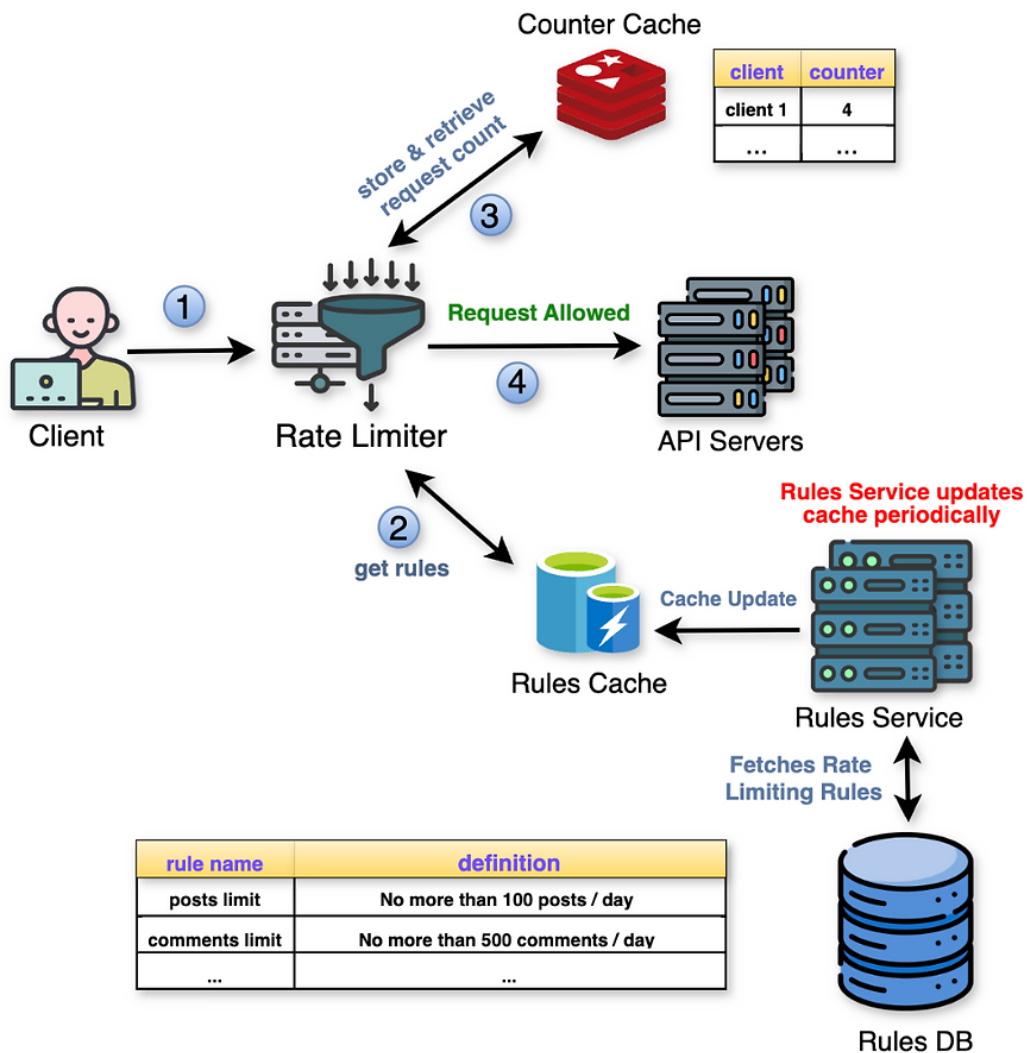 Counter Cache
client counter
client 1 4
... ...
store & retrieve
request count
3
1
Request Allowed
4
Client
Rate Limiter
API Servers
2
get rules
Rules Service updates
cache periodically
Cache Update
Rules Cache
Rules Service
Fetches Rate
Limiting Rules
rule name definition
posts limit No more than 100 posts / day
comments limit No more than 500 comments / day
... ...
Rules DB